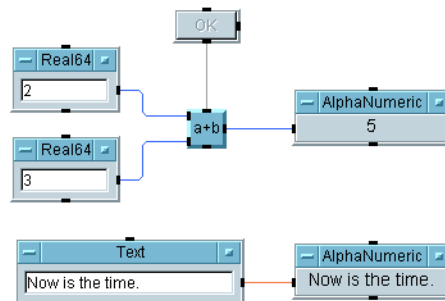 OK
Real64
2
a+b
AlphaNumeric
5
Real64
3
Text
Now is the time.
AlphaNumeric
Now is the time.